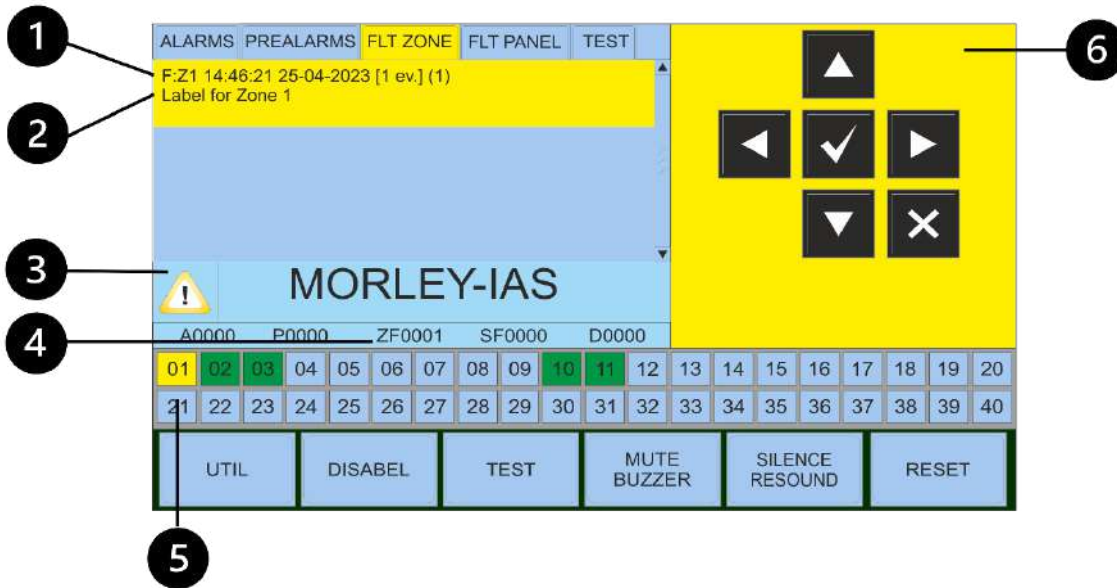 ALARMS PREALARMS FLT ZONE FLT PANEL TEST
F:Z1 14:46:21 25-04-2023 [1 ev.] (1)
Label for Zone 1
MORLEY-IAS
A0000 P0000 ZF0001 SF0000 D0000
01 02 03 04 05 06 07 08 09 10 11 12 13 14 15 16 17 18 19 20
21 22 23 24 25 26 27 28 29 30 31 32 33 34 35 36 37 38 39 40
UTIL DISABEL TEST MUTE BUZZER SILENCE RESOUND RESET
1
2
3
4
5
6